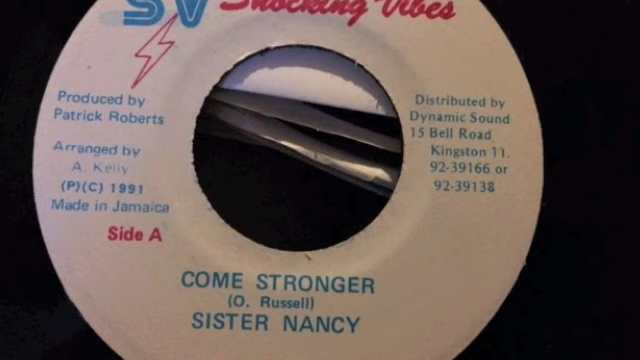 SV Shocking Vibes
Produced by
Patrick Roberts
Arranged by
A. Kelly
(P)(C) 1991
Made in Jamaica
Side A
Distributed by
Dynamic Sound
15 Bell Road
Kingston 11.
92-39166 or
92-39138
COME STRONGER
(O. Russell)
SISTER NANCY